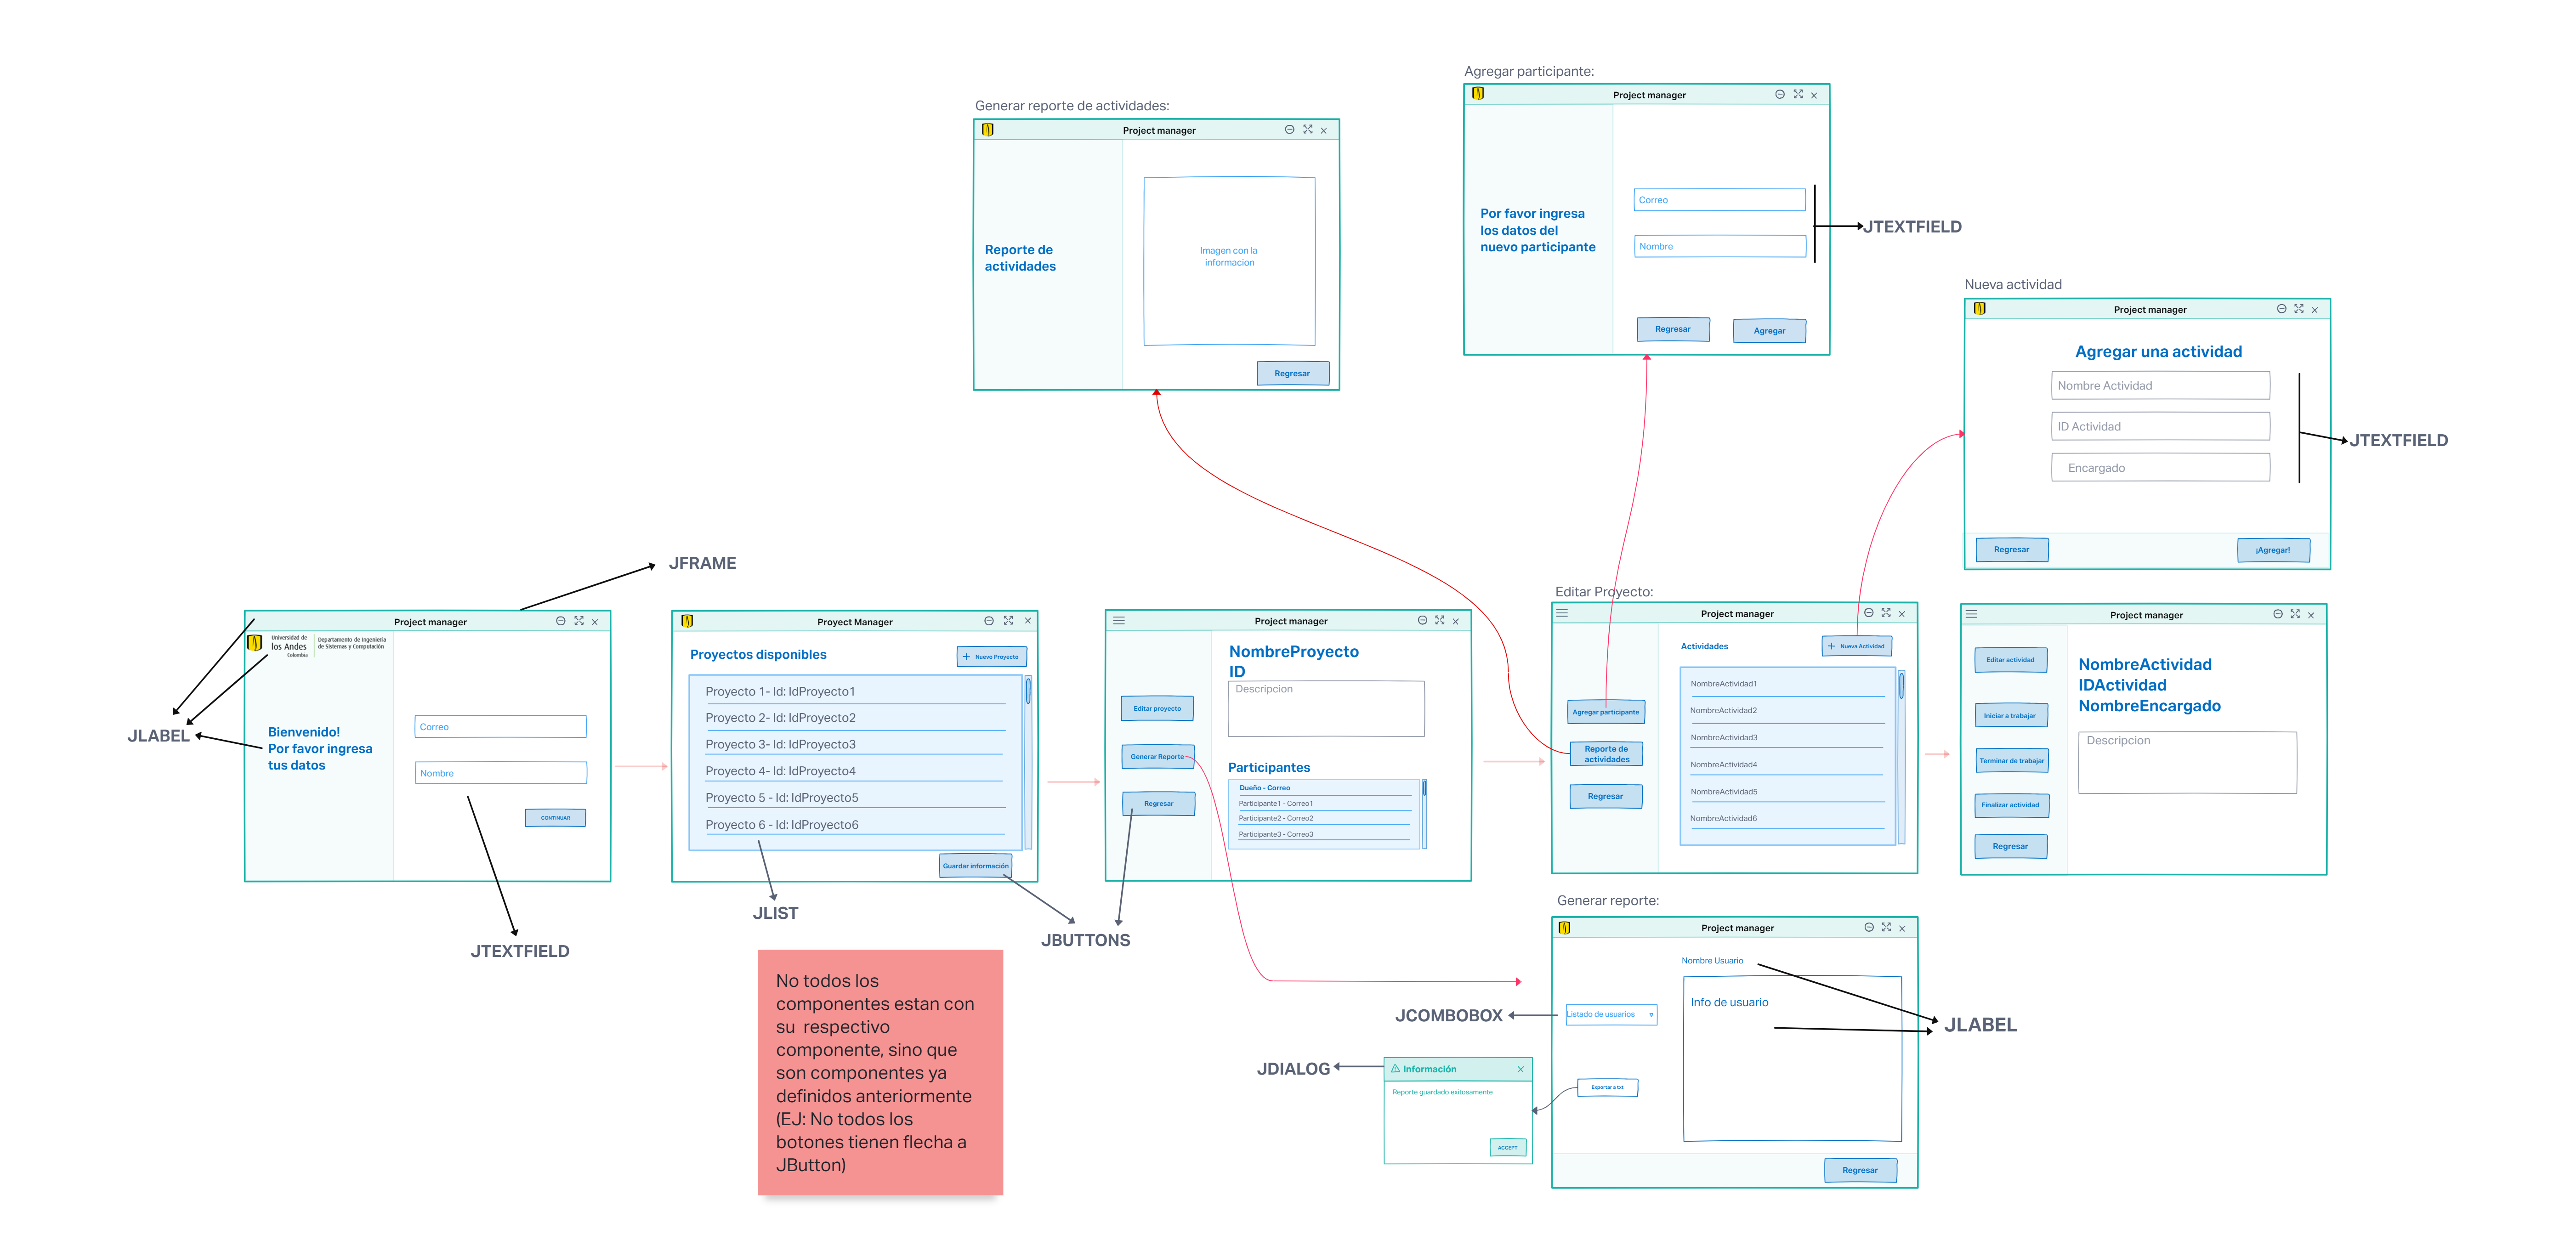 Agregar participante:
Project manager
Por favor ingresa
los datos del
nuevo participante
Correo
Nombre
Regresar
Agregar
JTEXTFIELD
Generar reporte de actividades:
Project manager
Reporte de
actividades
Imagen con la
informacion
Regresar
Nueva actividad
Project manager
Agregar una actividad
Nombre Actividad
ID Actividad
Encargado
Regresar
¡Agregar!
JTEXTFIELD
JFRAME
Project manager
Universidad de
los Andes
Colombia
Departamento de Ingeniería
de Sistemas y Computación
Bienvenido!
Por favor ingresa
tus datos
Correo
Nombre
CONTINUAR
JLABEL
JTEXTFIELD
Proyect Manager
Proyectos disponibles
+ Nuevo Proyecto
Proyecto 1- Id: IdProyecto1
Proyecto 2- Id: IdProyecto2
Proyecto 3- Id: IdProyecto3
Proyecto 4- Id: IdProyecto4
Proyecto 5 - Id: IdProyecto5
Proyecto 6 - Id: IdProyecto6
Guardar información
JLIST
JBUTTONS
Project manager
Editar proyecto
Generar Reporte
Regresar
NombreProyecto
ID
Descripcion
Participantes
Dueño - Correo
Participante1 - Correo1
Participante2 - Correo2
Participante3 - Correo3
Editar Proyecto:
Project manager
Agregar participante
Reporte de
actividades
Regresar
Actividades
+ Nueva Actividad
NombreActividad1
NombreActividad2
NombreActividad3
NombreActividad4
NombreActividad5
NombreActividad6
Project manager
Editar actividad
Iniciar a trabajar
Terminar de trabajar
Finalizar actividad
Regresar
NombreActividad
IDActividad
NombreEncargado
Descripcion
No todos los
componentes estan con
su respectivo
componente, sino que
son componentes ya
definidos anteriormente
(EJ: No todos los
botones tienen flecha a
JButton)
Generar reporte:
Project manager
Nombre Usuario
Info de usuario
Listado de usuarios
Exportar a txt
Regresar
JCOMBOBOX
JLABEL
JDIALOG
Información
Reporte guardado exitosamente
ACCEPT